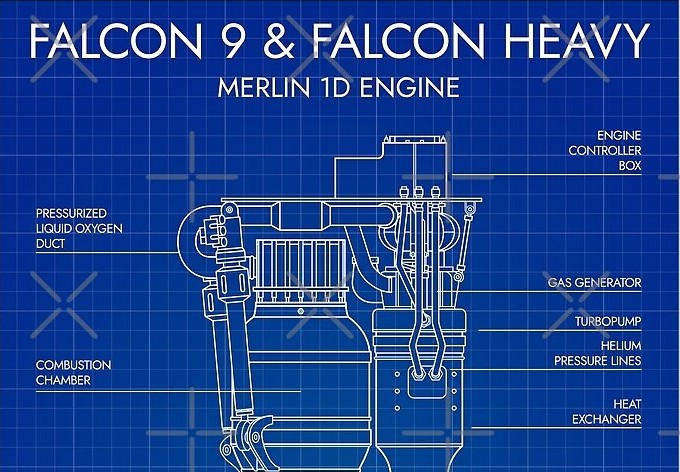 FALCON 9 & FALCON HEAVY
MERLIN 1D ENGINE
ENGINE
CONTROLLER
BOX
PRESSURIZED
LIQUID OXYGEN
DUCT
GAS GENERATOR
TURBOPUMP
HELIUM
PRESSURE LINES
COMBUSTION
CHAMBER
HEAT
EXCHANGER